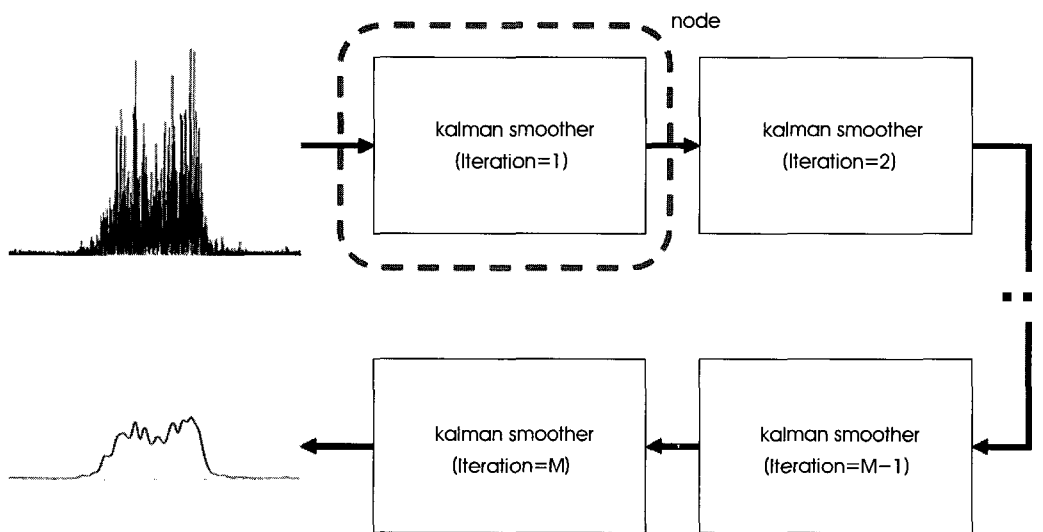 node
kalman smoother
(Iteration=1)
kalman smoother
(Iteration=2)
kalman smoother
(Iteration=M)
kalman smoother
(Iteration=M−1)